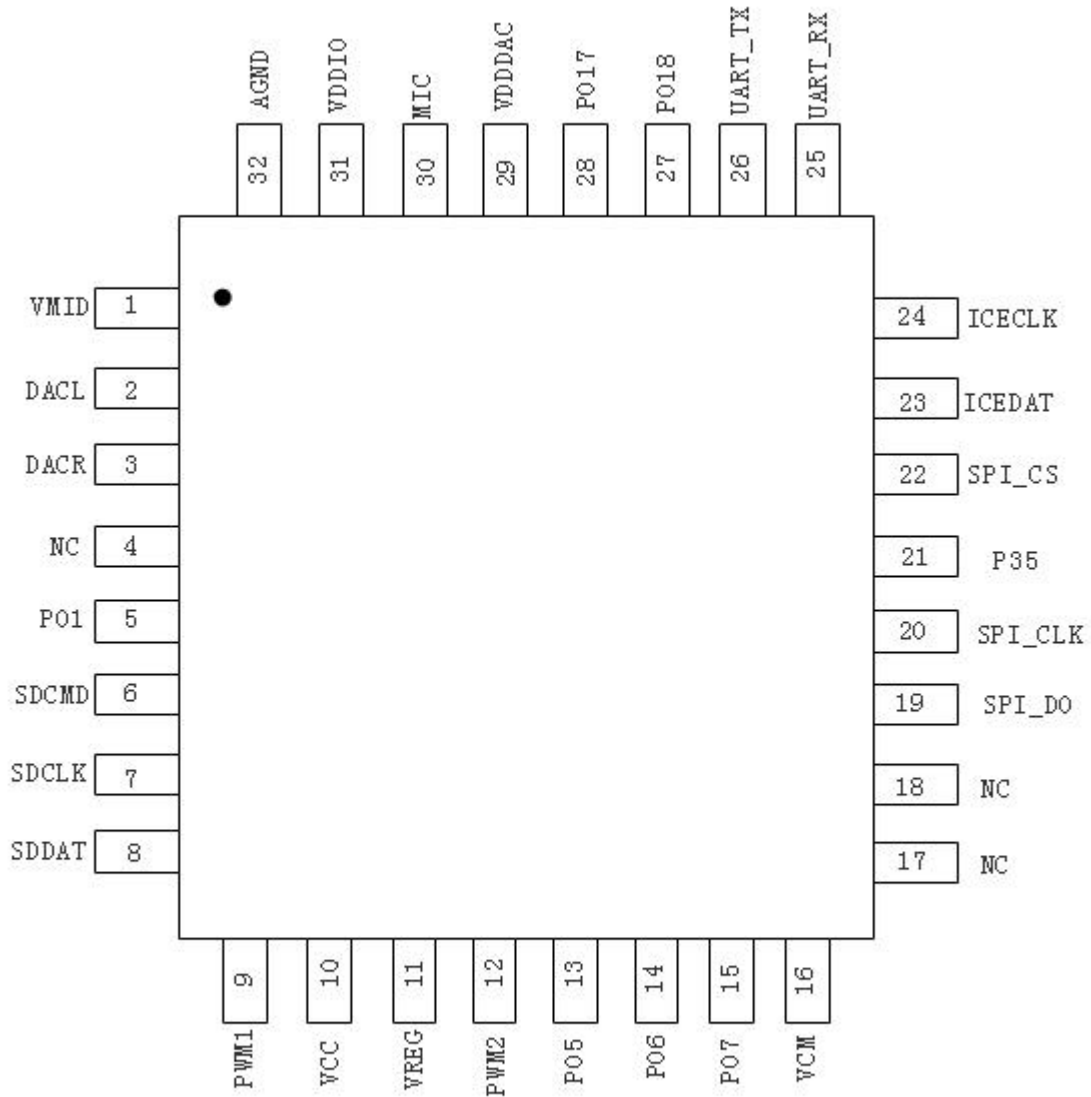 AGND
VDDIO
MIC
VDDDAC
PO17
PO18
UART_TX
UART_RX
32
31
30
29
28
27
26
25
VMID 1
DACL 2
DACR 3
NC 4
PO1 5
SDCMD 6
SDCLK 7
SDDAT 8
24 ICECLK
23 ICEDAT
22 SPI_CS
21 P35
20 SPI_CLK
19 SPI_DO
18 NC
17 NC
9
10
11
12
13
14
15
16
PWM1
VCC
VREG
PWM2
PO5
PO6
PO7
VCM